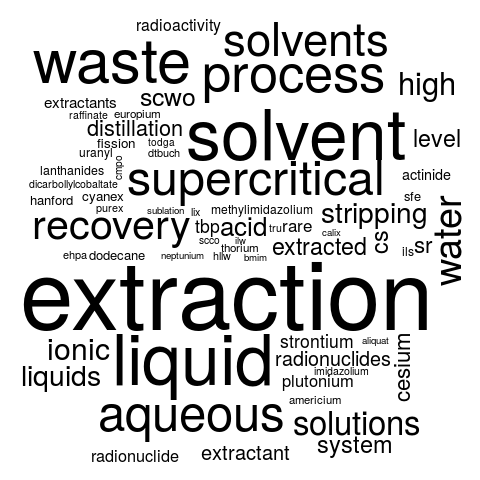 radioactivity
solvents
waste
process
high
scwo
extractants
raffinate
europium
distillation
solvent
level
fission
todga
uranyl
dtbuch
cmpo
lanthanides
supercritical
actinide
dicarbollylcobaltate
cyanex
hanford
sfe
purex
sublation
lix
methylimidazolium
stripping
water
recovery
tbp
acid
tru
rare
calix
cs
scco
ilw
extracted
sr
ehpa
dodecane
neptunium
hllw
thorium
bmim
ils
extraction
ionic
liquid
strontium
aliquat
cesium
radionuclides
liquids
imidazolium
plutonium
americium
aqueous
solutions
system
radionuclide
extractant